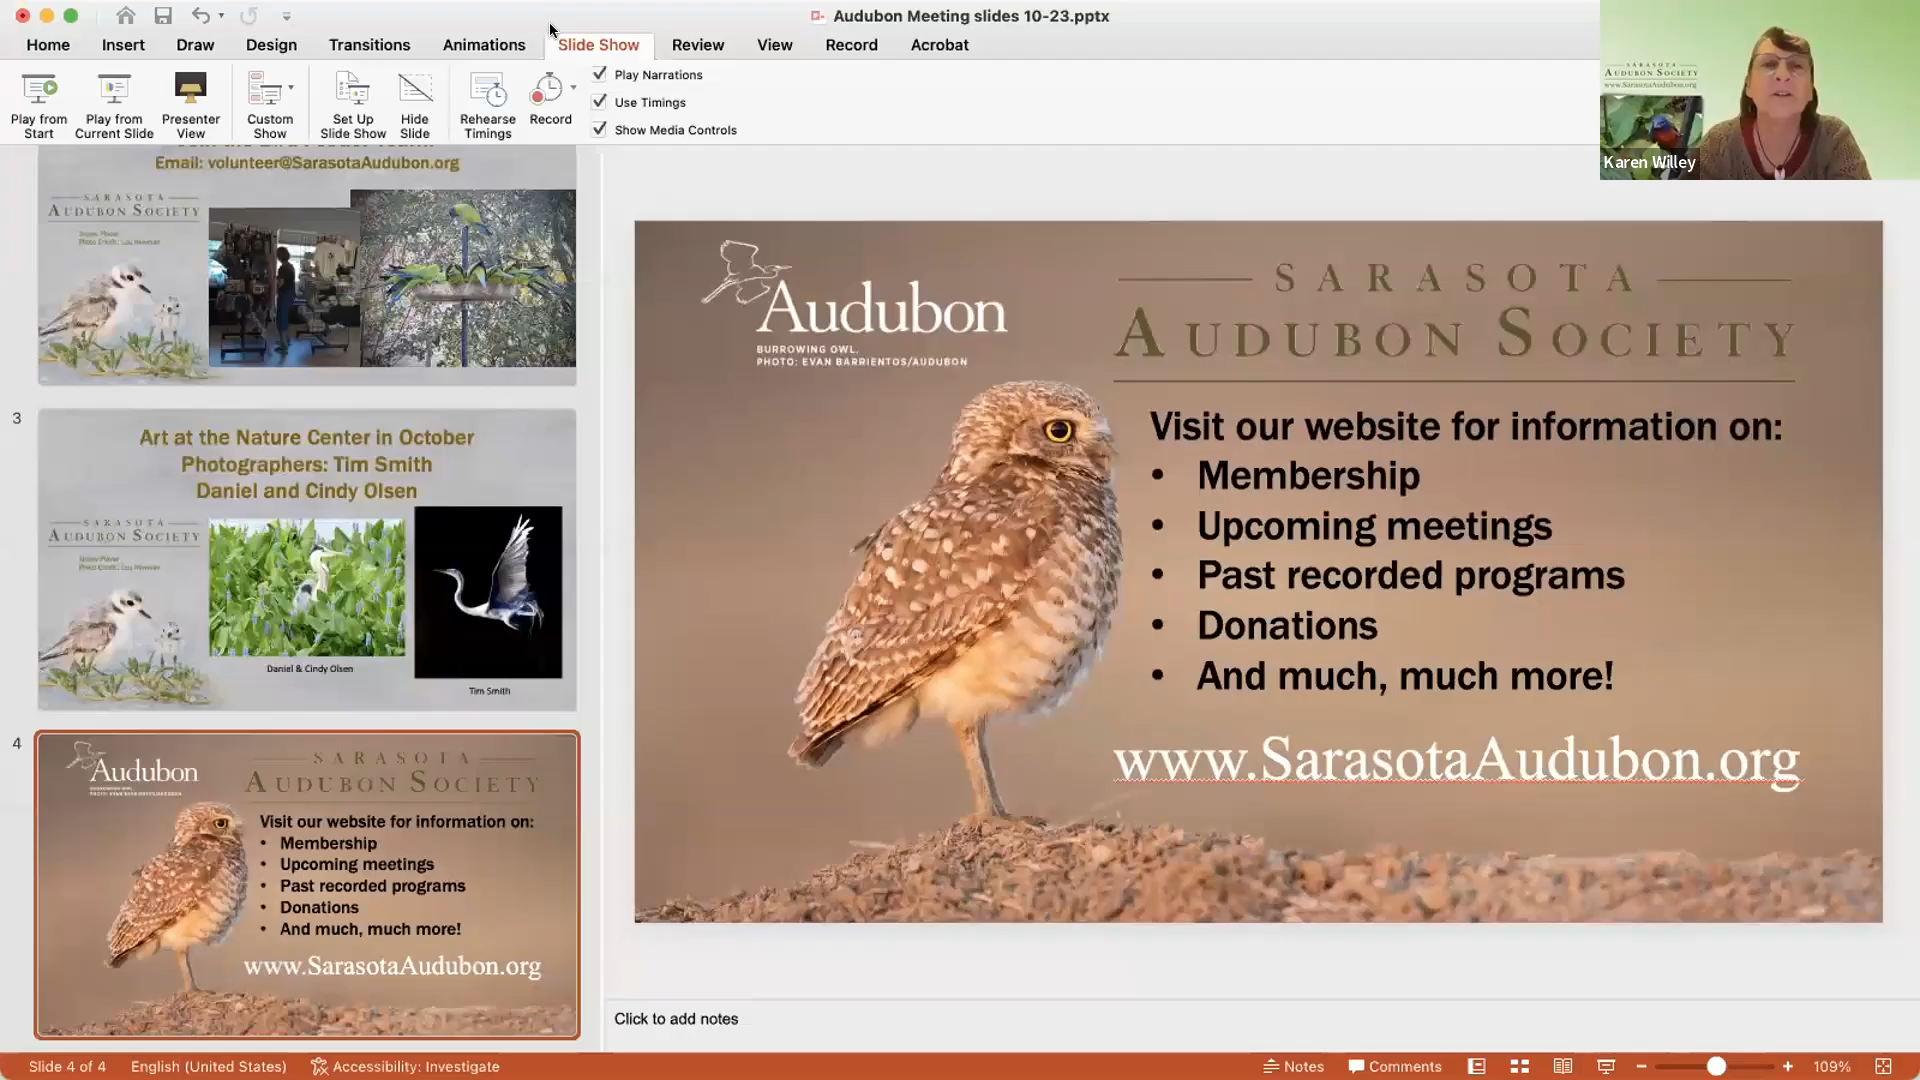 Audubon Meeting slides 10-23.pptx
Home Insert Draw Design Transitions Animations Slide Show Review View Record Acrobat
Play from Start
Play from Current Slide
Presenter View
Custom Show
Set Up Slide Show
Hide Slide
Rehearse Timings
Record
Play Narrations
Use Timings
Show Media Controls
SARASOTA
AUDUBON SOCIETY
www.SarasotaAudubon.org
Karen Willey
Email: volunteer@SarasotaAudubon.org
SARASOTA
AUDUBON SOCIETY
3
Art at the Nature Center in October
Photographers: Tim Smith
Daniel and Cindy Olsen
SARASOTA
AUDUBON SOCIETY
Daniel & Cindy Olsen
Tim Smith
4
Audubon
SARASOTA
AUDUBON SOCIETY
Visit our website for information on:
• Membership
• Upcoming meetings
• Past recorded programs
• Donations
• And much, much more!
www.SarasotaAudubon.org
Audubon
BURROWING OWL.
PHOTO: EVAN BARRIENTOS/AUDUBON
SARASOTA
AUDUBON SOCIETY
Visit our website for information on:
• Membership
• Upcoming meetings
• Past recorded programs
• Donations
• And much, much more!
www.SarasotaAudubon.org
Click to add notes
Slide 4 of 4 English (United States) Accessibility: Investigate Notes Comments 109%